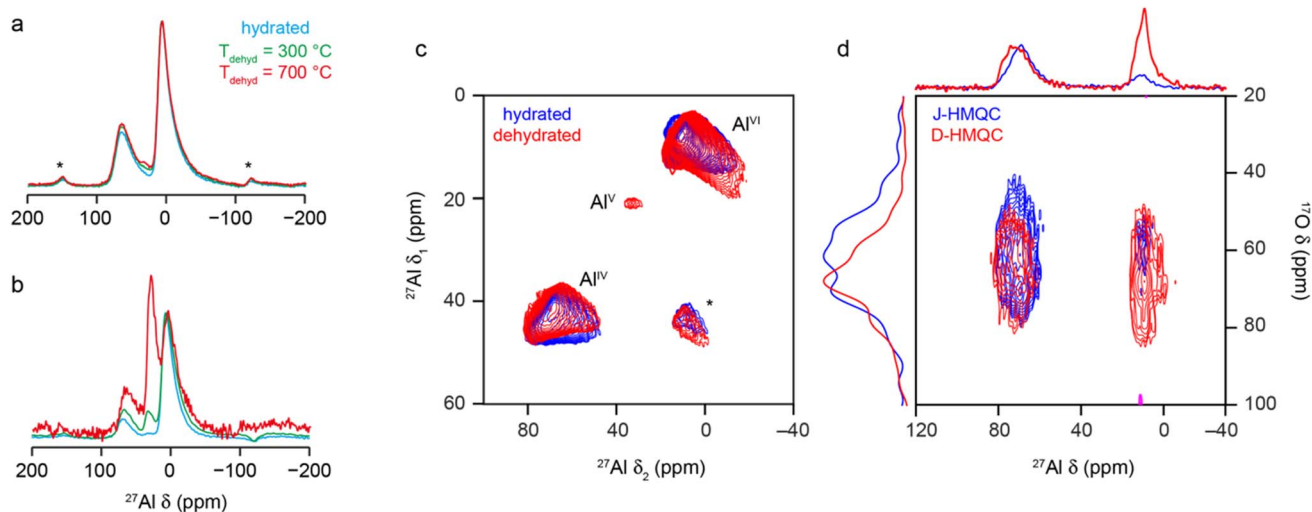 a
hydrated
Tdehyd = 300 °C
Tdehyd = 700 °C
*
*
200 100 0 −100 −200
b
200 100 0 −100 −200
27Al δ (ppm)
c
hydrated
dehydrated
AlVI
AlV
AlIV
*
0
20
40
60
27Al δ1 (ppm)
80 40 0 −40
27Al δ2 (ppm)
d
J-HMQC
D-HMQC
20
40
60
80
100
17O δ (ppm)
120 80 40 0 −40
27Al δ (ppm)